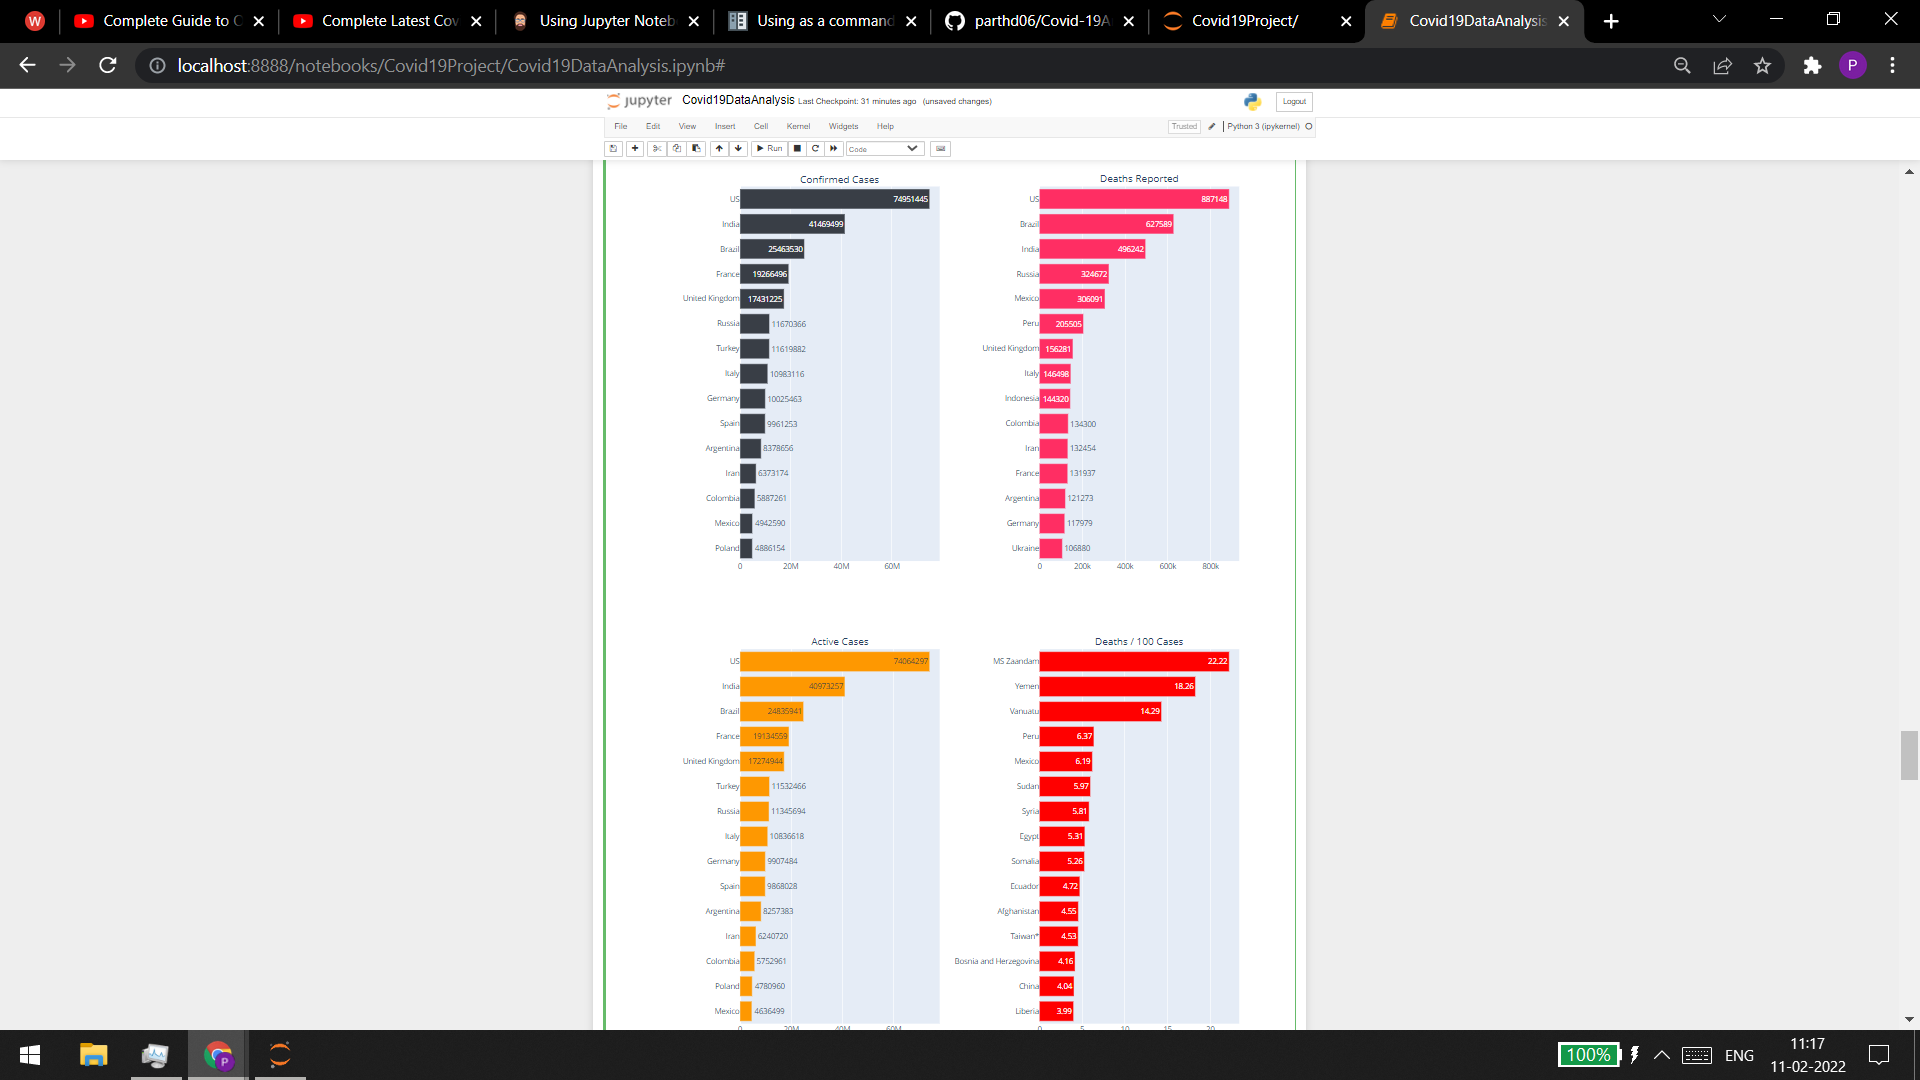 Complete Guide to C
Complete Latest Cov
Using Jupyter Noteb
Using as a command
parthd06/Covid-19A
Covid19Project/
Covid19DataAnalysis
localhost:8888/notebooks/Covid19Project/Covid19DataAnalysis.ipynb#
P
jupyter Covid19DataAnalysis Last Checkpoint: 31 minutes ago (unsaved changes)
Logout
File Edit View Insert Cell Kernel Widgets Help
Trusted Python 3 (ipykernel)
Run Code
Confirmed Cases
US 74951445
India 41469499
Brazil 25463530
France 19266496
United Kingdom 17431225
Russia 11670366
Turkey 11619882
Italy 10983116
Germany 10025463
Spain 9961253
Argentina 8378656
Iran 6373174
Colombia 5887261
Mexico 4942590
Poland 4886154
0 20M 40M 60M
Deaths Reported
US 887148
Brazil 627589
India 496242
Russia 324672
Mexico 306091
Peru 205505
United Kingdom 156281
Italy 146498
Indonesia 144320
Colombia 134300
Iran 132454
France 131937
Argentina 121273
Germany 117979
Ukraine 106880
0 200k 400k 600k 800k
Active Cases
US 74064297
India 40973257
Brazil 24835941
France 19134559
United Kingdom 17274944
Turkey 11532466
Russia 11345694
Italy 10836618
Germany 9907484
Spain 9868028
Argentina 8257383
Iran 6240720
Colombia 5752961
Poland 4780960
Mexico 4636499
0 20M 40M 60M
Deaths / 100 Cases
MS Zaandam 22.22
Yemen 18.26
Vanuatu 14.29
Peru 6.37
Mexico 6.19
Sudan 5.97
Syria 5.81
Egypt 5.31
Somalia 5.26
Ecuador 4.72
Afghanistan 4.55
Taiwan* 4.53
Bosnia and Herzegovina 4.16
China 4.04
Liberia 3.99
0 5 10 15 20
100%
ENG
11:17
11-02-2022